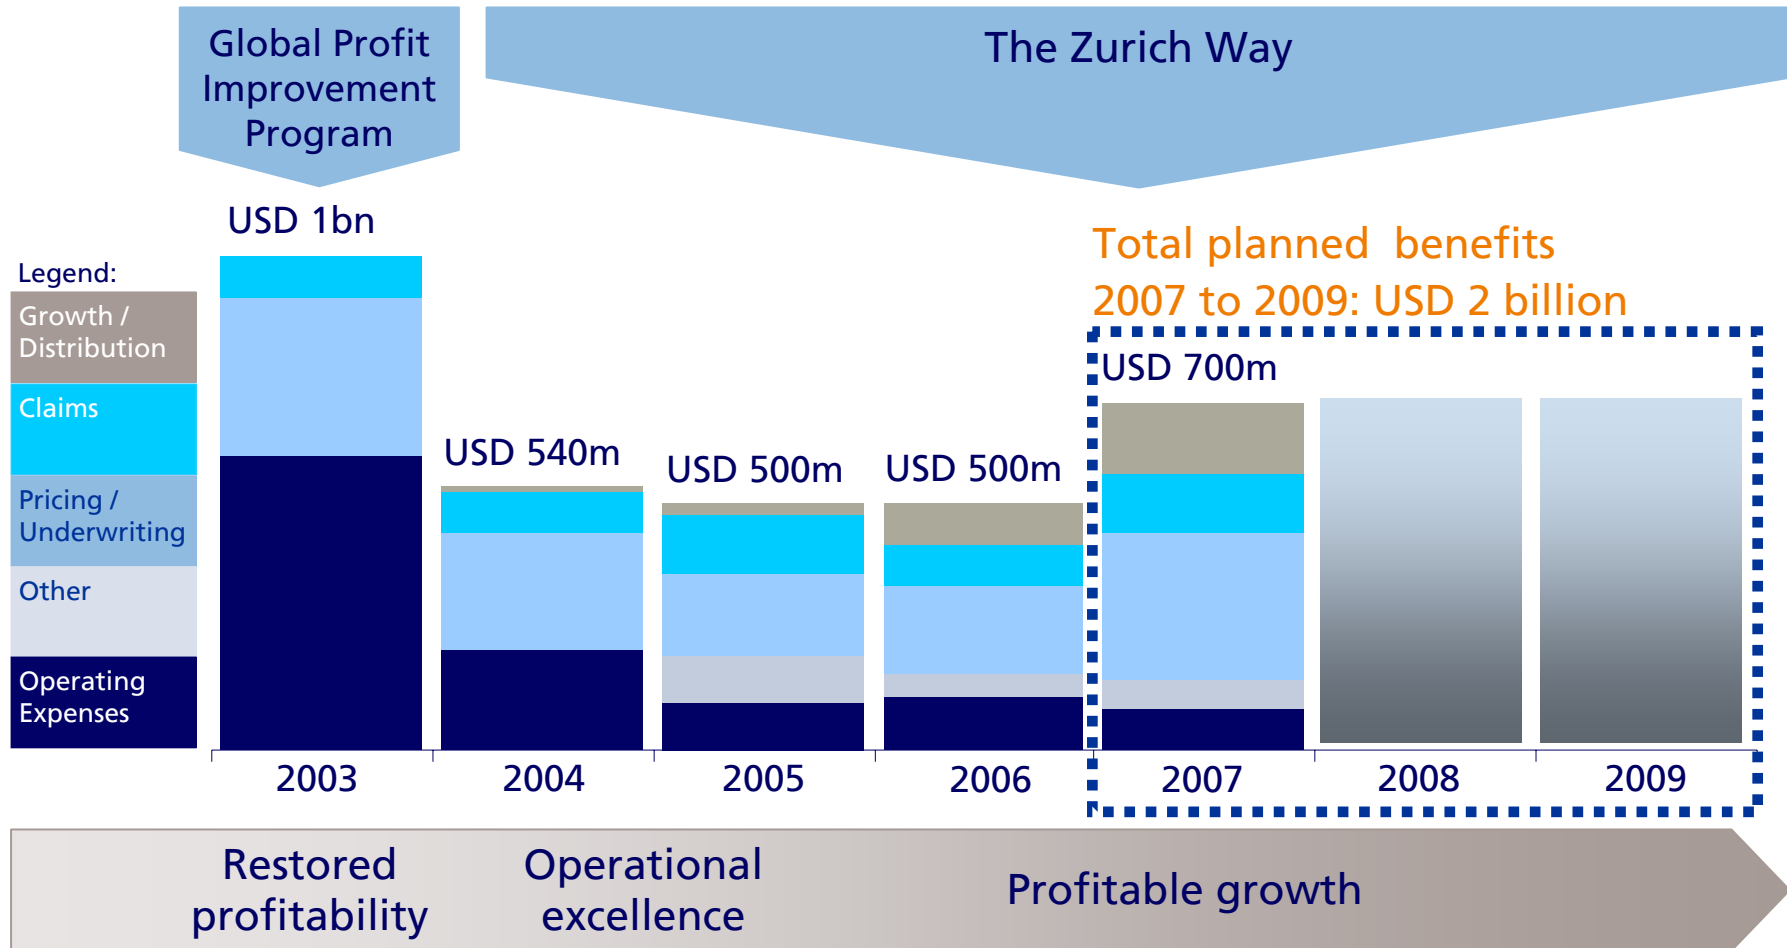 Global Profit
Improvement
Program
The Zurich Way
USD 1bn
Total planned benefits
2007 to 2009: USD 2 billion
Legend:
Growth /
Distribution
Claims
Pricing /
Underwriting
Other
Operating
Expenses
USD 540m
USD 500m
USD 500m
USD 700m
2003
2004
2005
2006
2007
2008
2009
Restored
profitability
Operational
excellence
Profitable growth